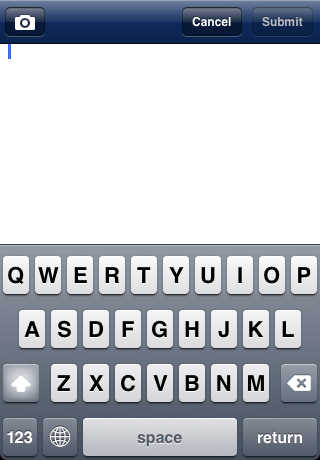 Cancel Submit
Q W E R T Y U I O P
A S D F G H J K L
Z X C V B N M
123 space return